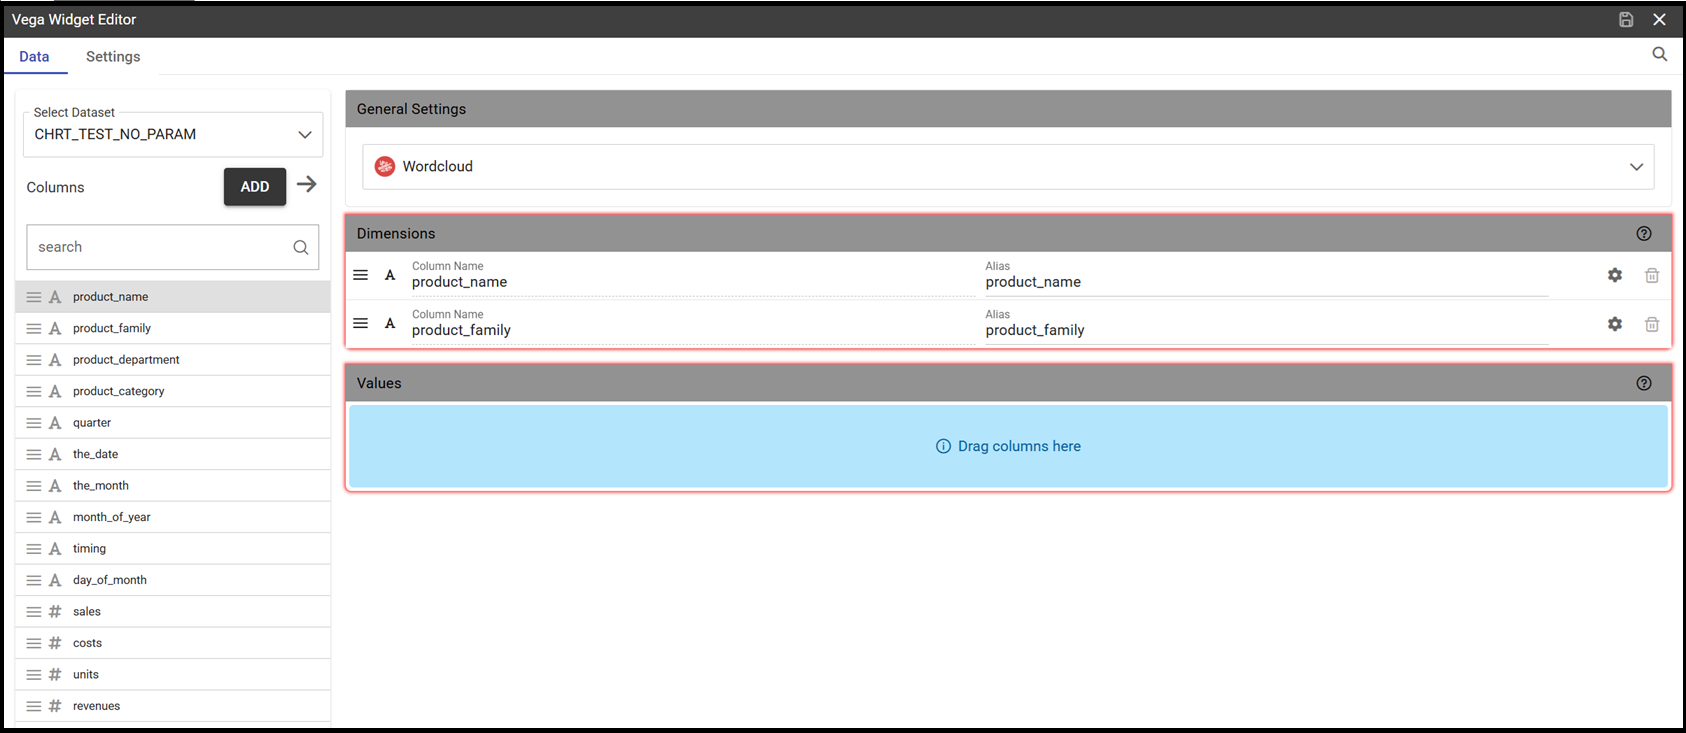 Vega Widget Editor
Data Settings
Select Dataset
CHRT_TEST_NO_PARAM
Columns ADD
search
product_name
product_family
product_department
product_category
quarter
the_date
the_month
month_of_year
timing
day_of_month
sales
costs
units
revenues
General Settings
Wordcloud
Dimensions
Column Name Alias
product_name product_name
Column Name Alias
product_family product_family
Values
Drag columns here